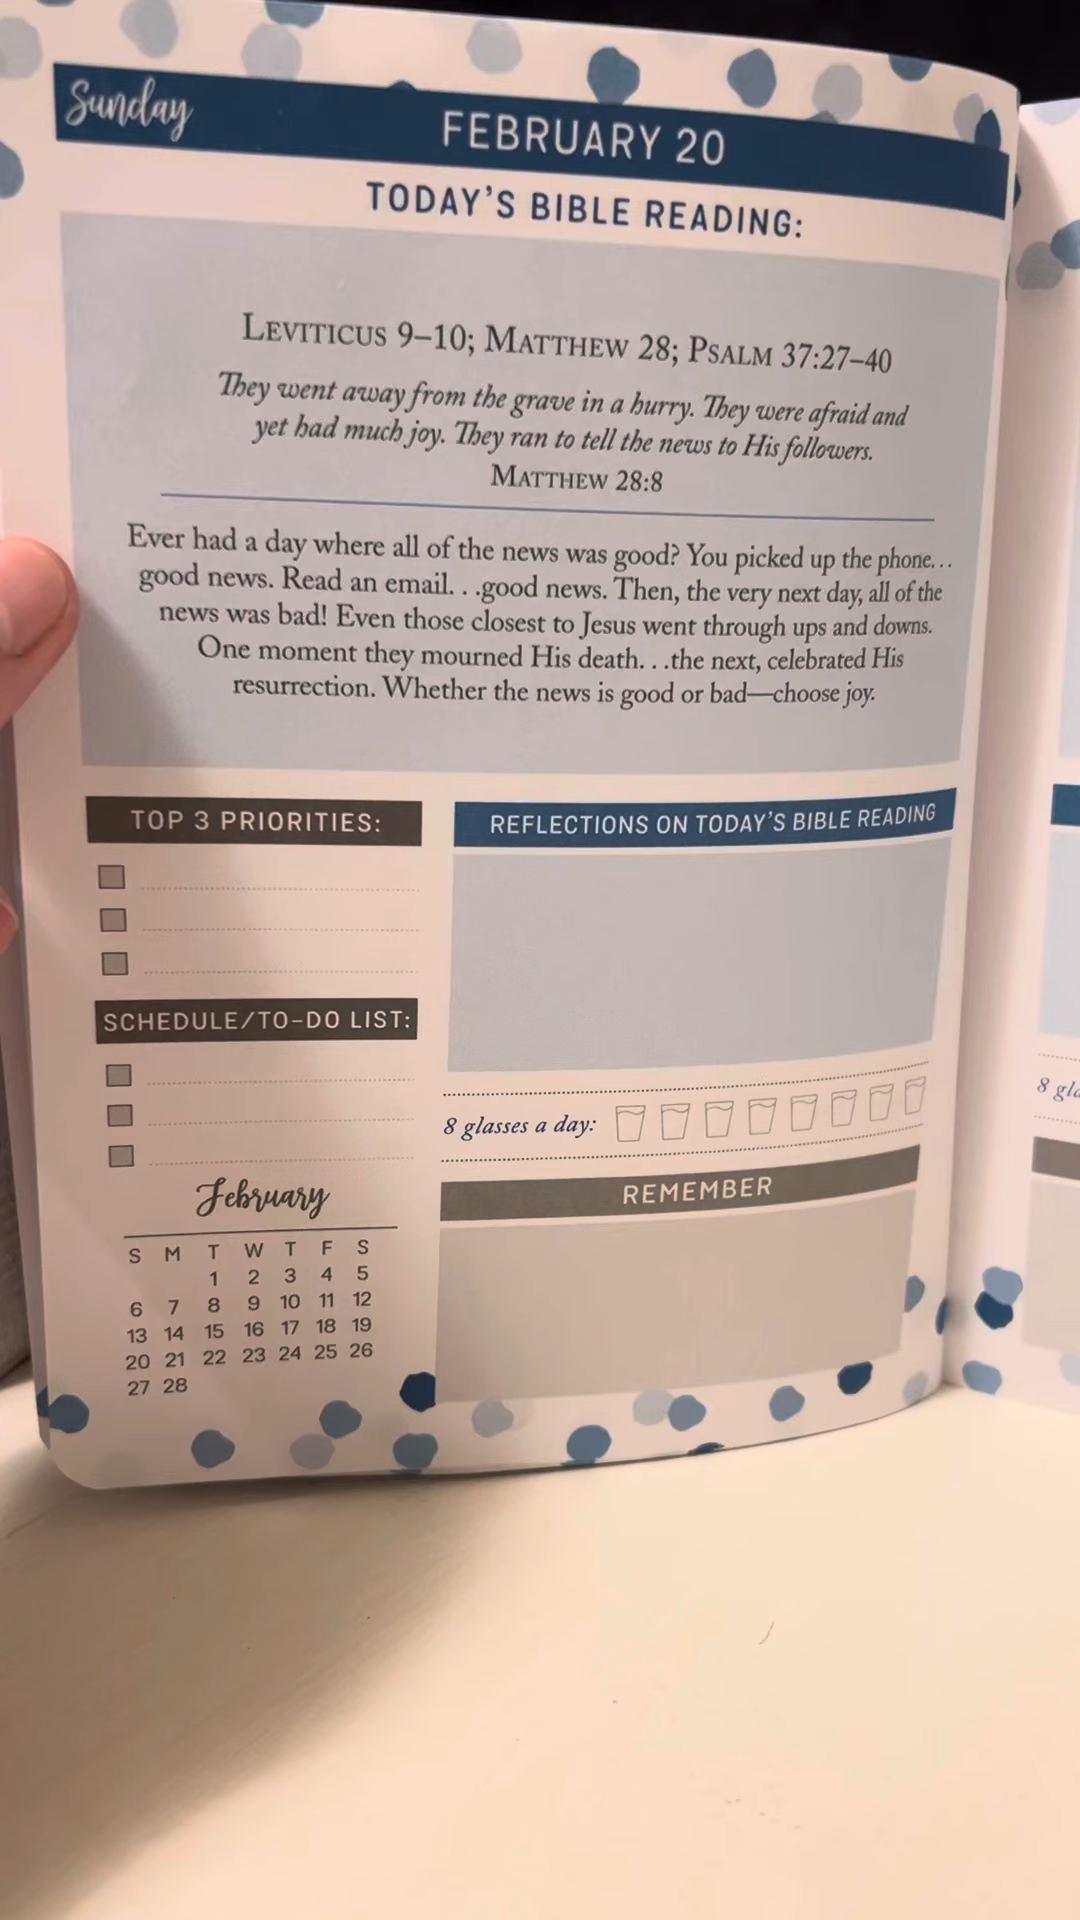 Sunday
FEBRUARY 20
TODAY'S BIBLE READING:
LEVITICUS 9–10; MATTHEW 28; PSALM 37:27–40
They went away from the grave in a hurry. They were afraid and
yet had much joy. They ran to tell the news to His followers.
MATTHEW 28:8
Ever had a day where all of the news was good? You picked up the phone. . .
good news. Read an email. . .good news. Then, the very next day, all of the
news was bad! Even those closest to Jesus went through ups and downs.
One moment they mourned His death. . .the next, celebrated His
resurrection. Whether the news is good or bad—choose joy.
TOP 3 PRIORITIES:
SCHEDULE/TO-DO LIST:
February
S M T W T F S
1 2 3 4 5
6 7 8 9 10 11 12
13 14 15 16 17 18 19
20 21 22 23 24 25 26
27 28
REFLECTIONS ON TODAY'S BIBLE READING
8 glasses a day:
REMEMBER
8 gla